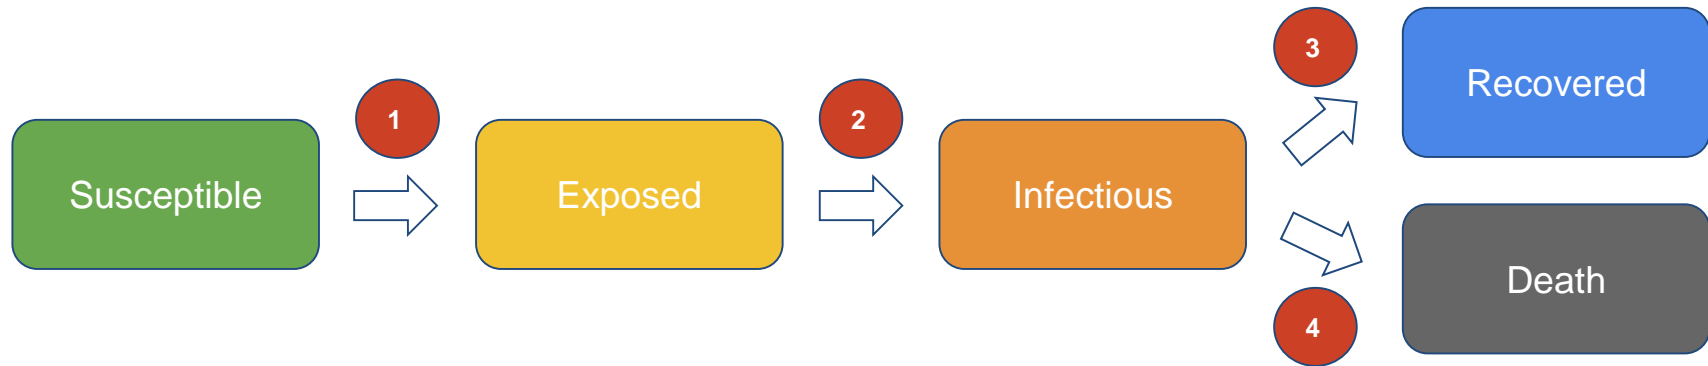 Susceptible
1
Exposed
2
Infectious
3
Recovered
4
Death